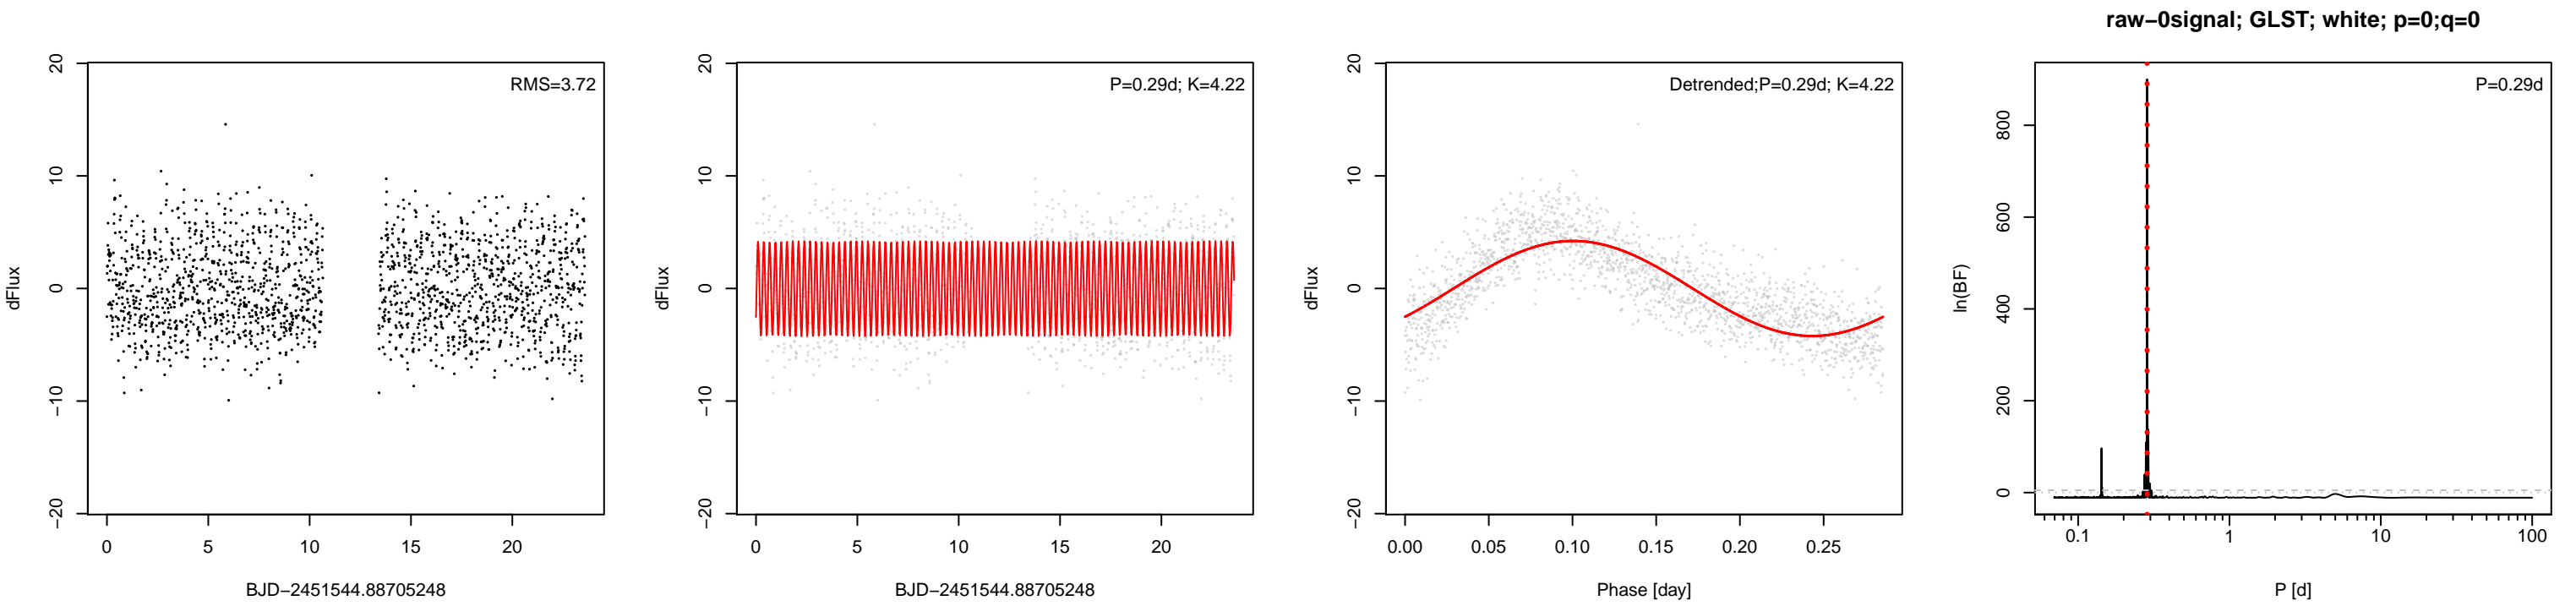 raw−0signal; GLST; white; p=0;q=0
RMS=3.72
dFlux
20
10
0
−10
−20
0 5 10 15 20
BJD−2451544.88705248
P=0.29d; K=4.22
dFlux
20
10
0
−10
−20
0 5 10 15 20
BJD−2451544.88705248
Detrended;P=0.29d; K=4.22
dFlux
20
10
0
−10
−20
0.00 0.05 0.10 0.15 0.20 0.25
Phase [day]
P=0.29d
ln(BF)
800
600
400
200
0
0.1 1 10 100
P [d]